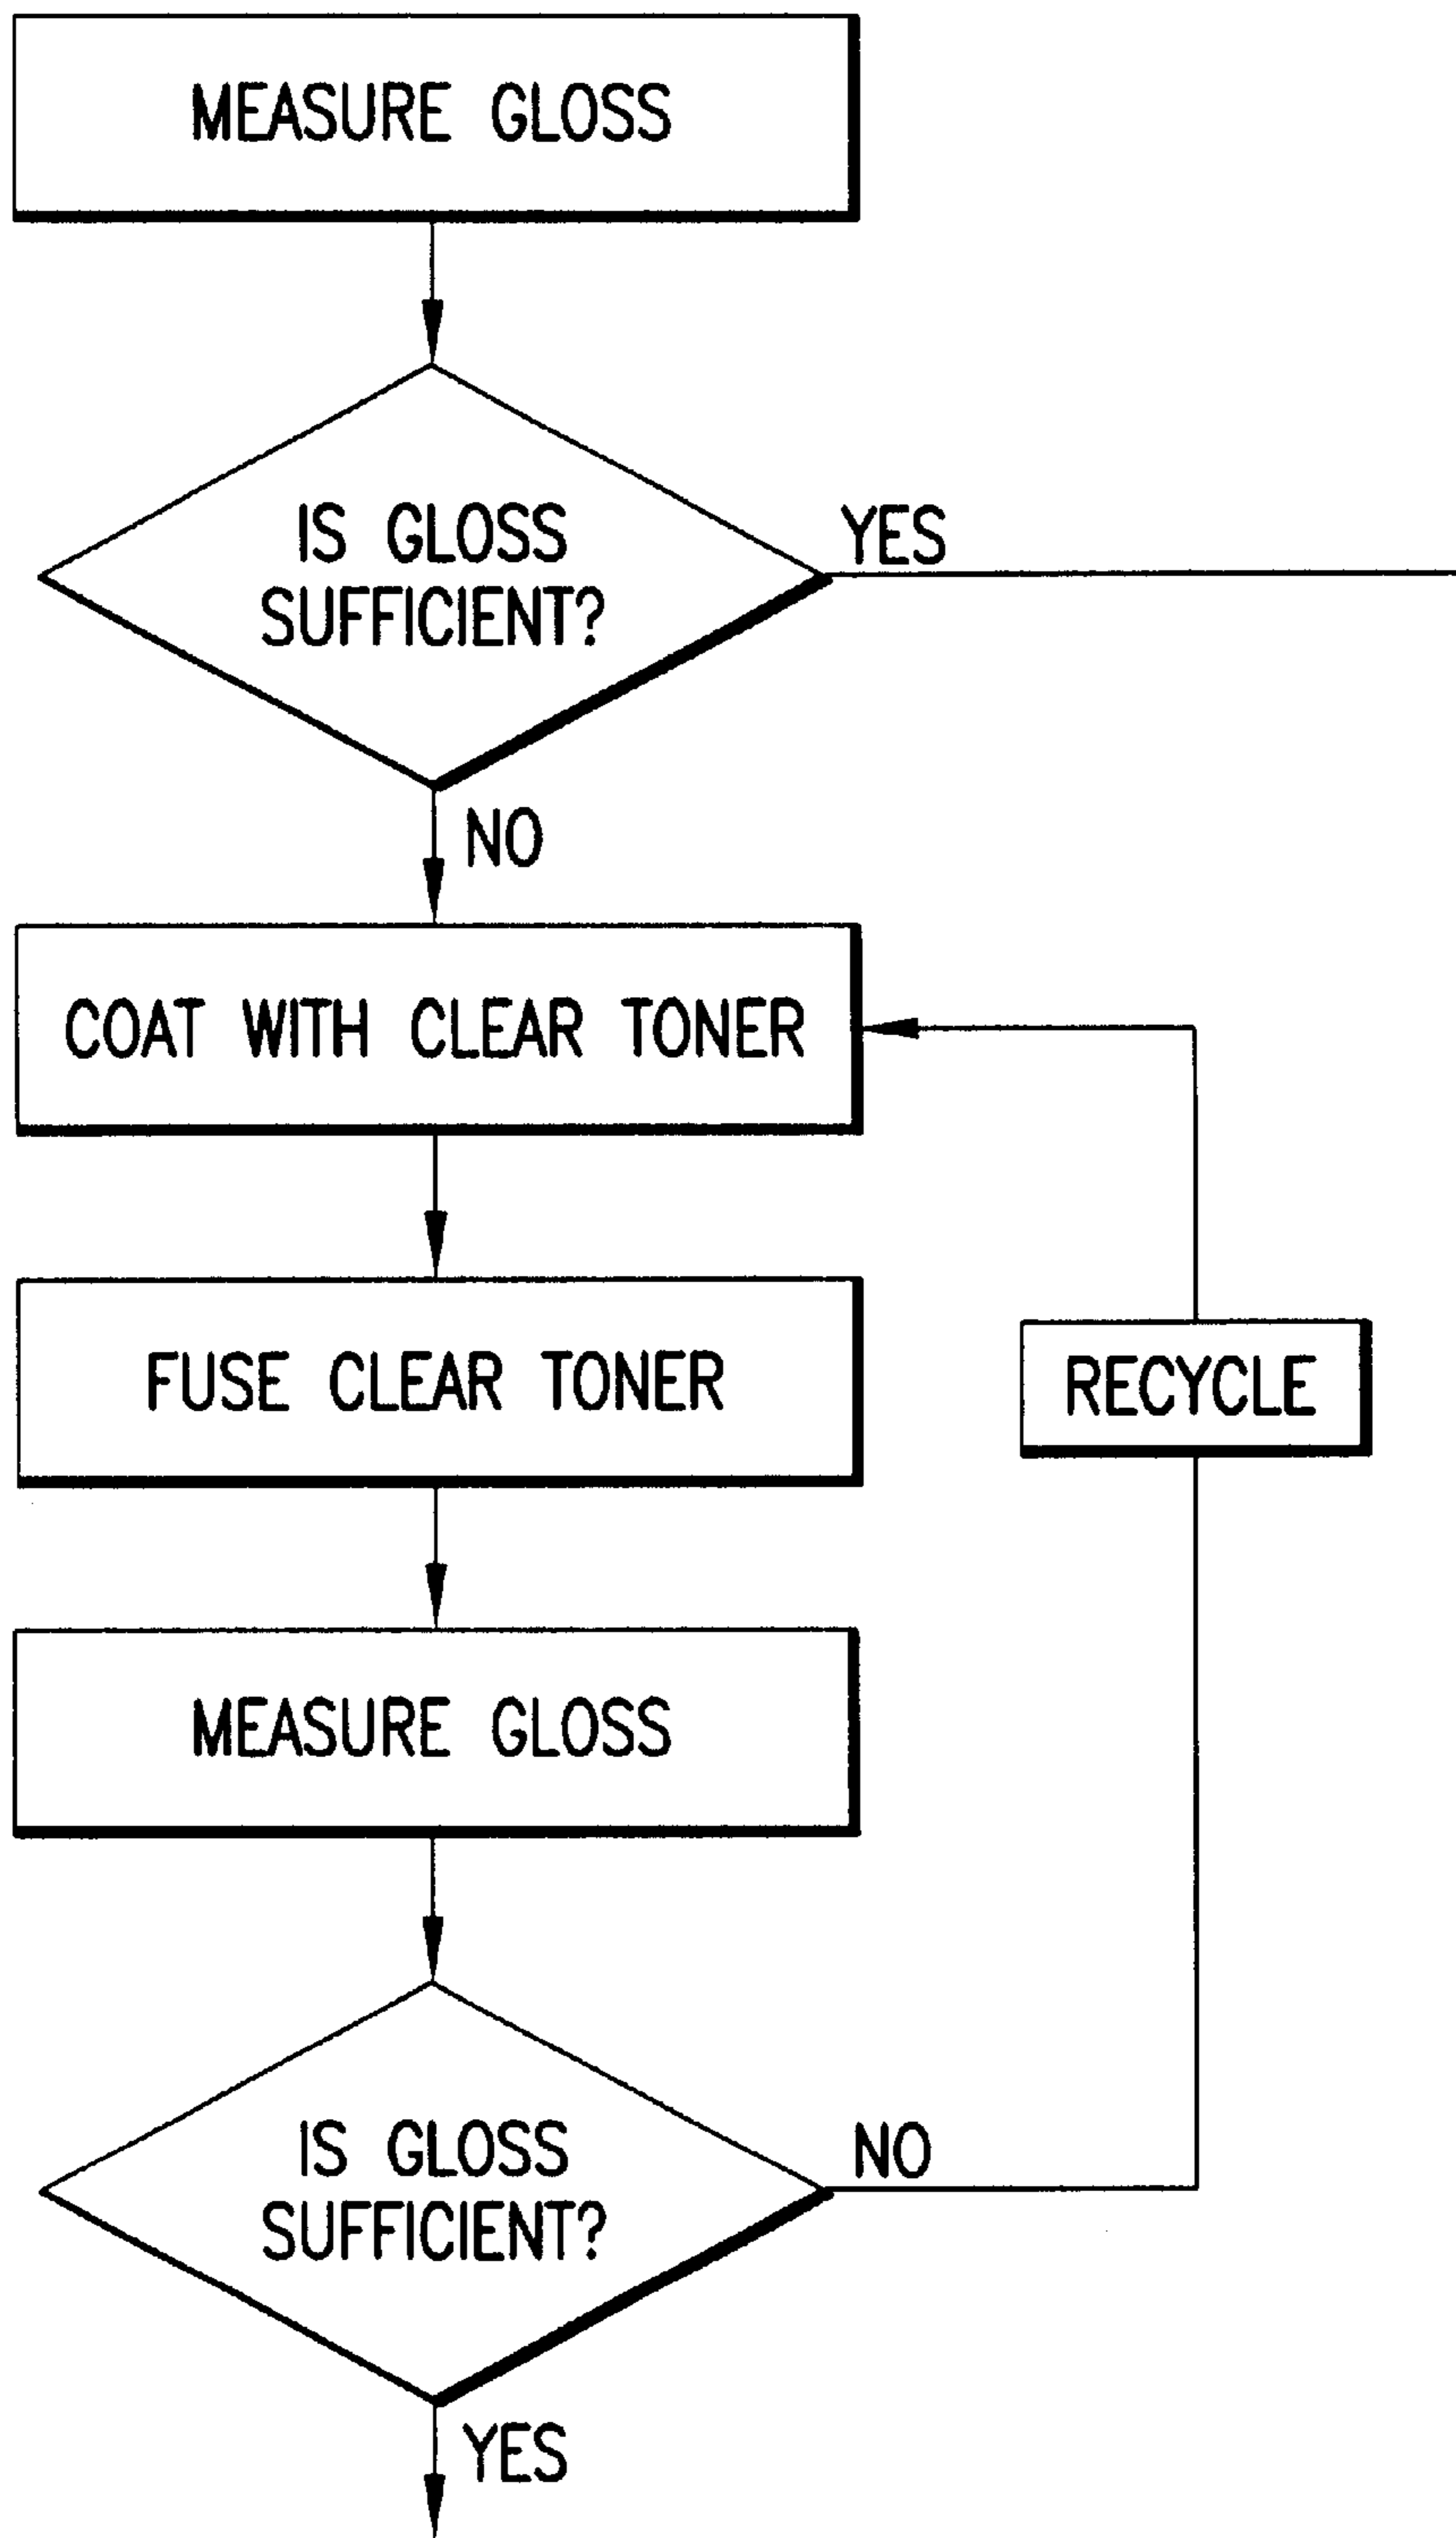 MEASURE GLOSS
IS GLOSS
SUFFICIENT?
YES
NO
COAT WITH CLEAR TONER
FUSE CLEAR TONER
RECYCLE
MEASURE GLOSS
IS GLOSS
SUFFICIENT?
NO
YES